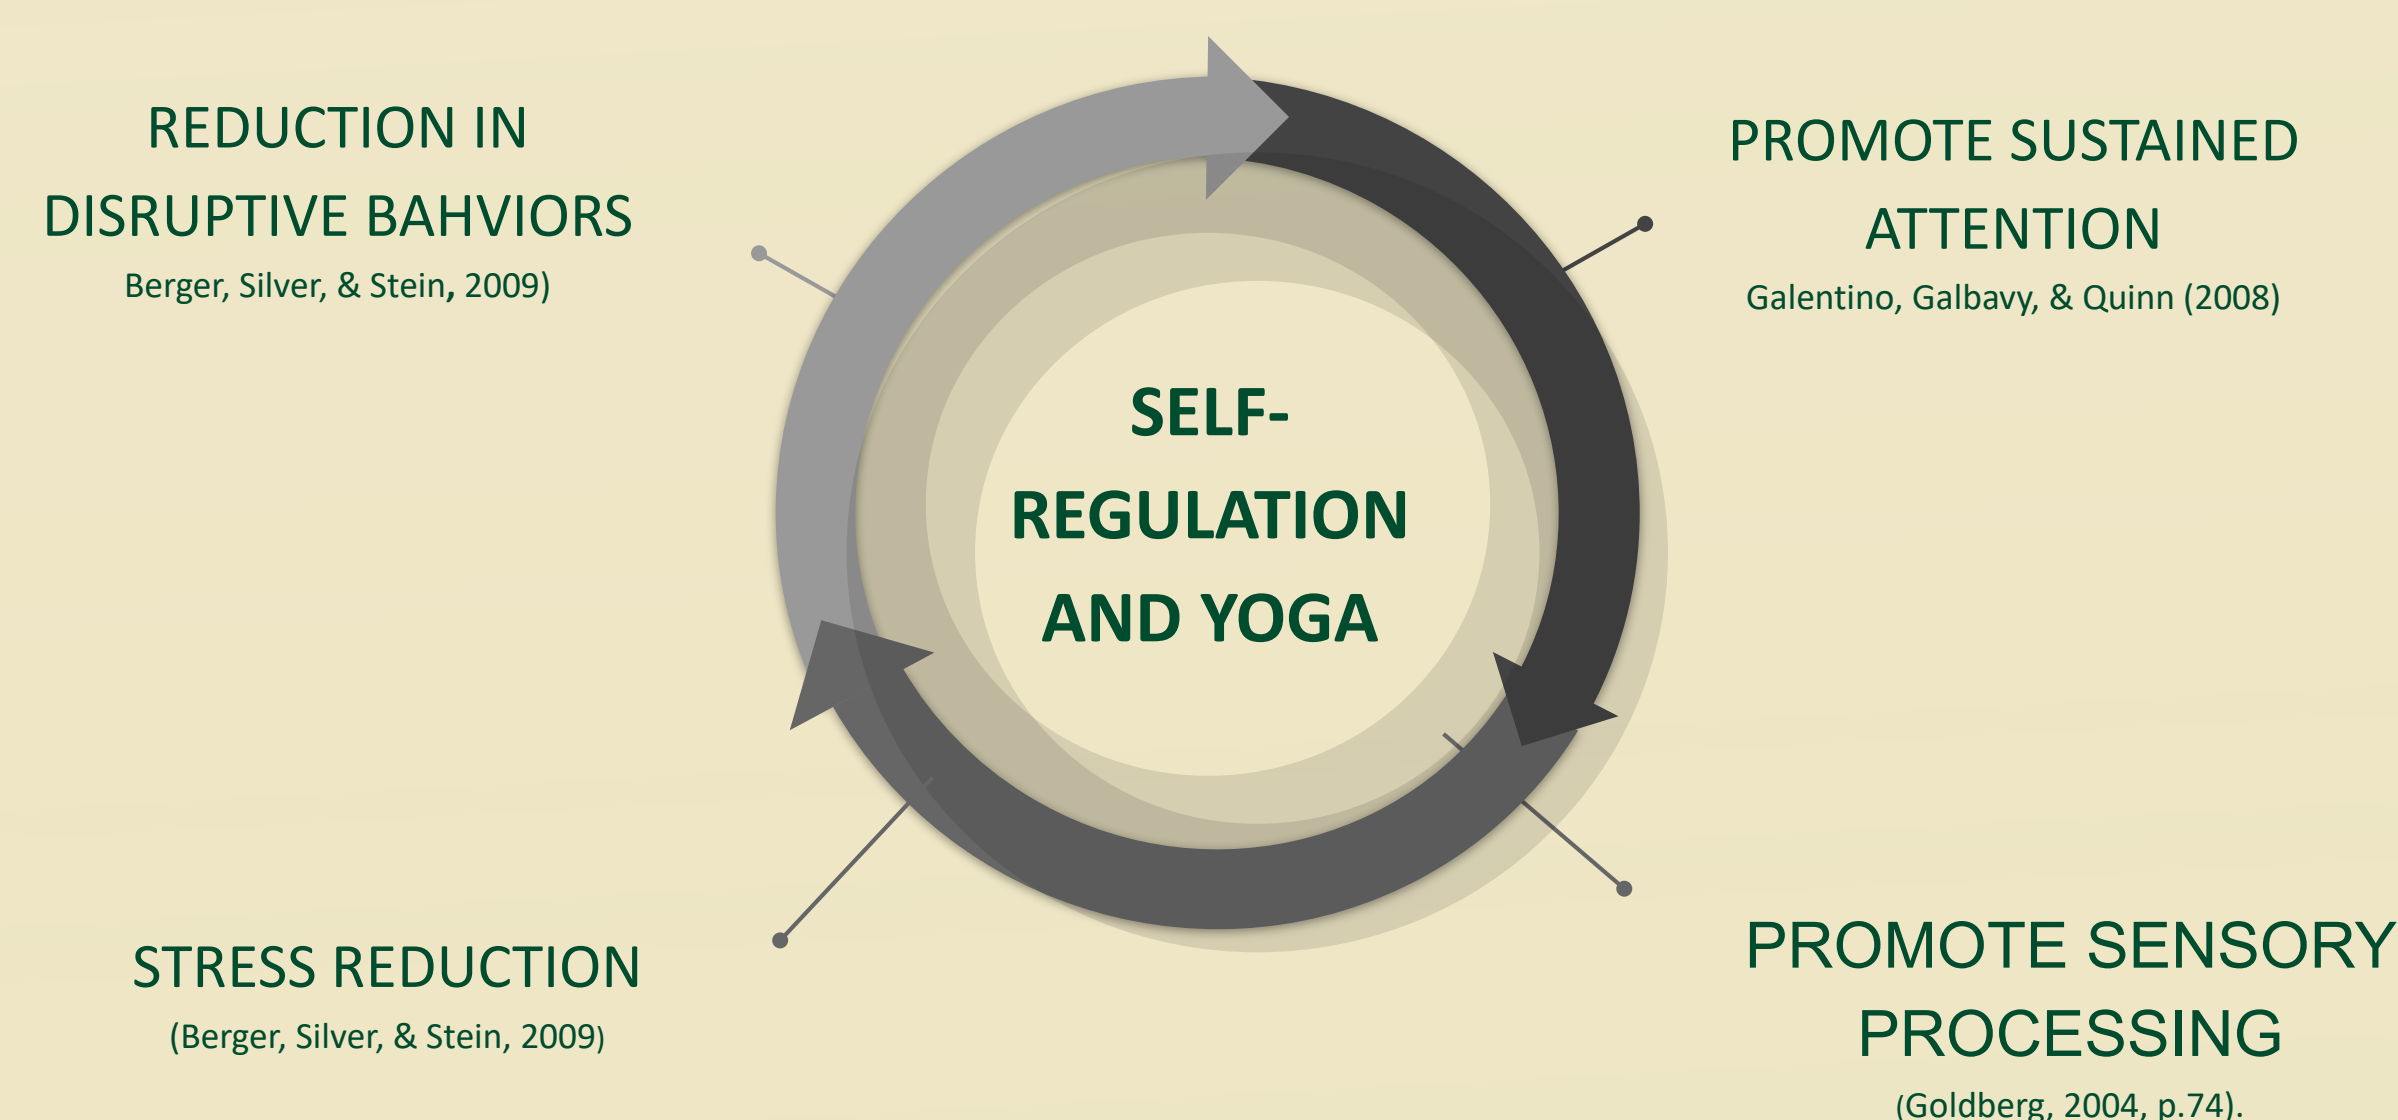 REDUCTION IN
DISRUPTIVE BAHVIORS
Berger, Silver, & Stein, 2009)
PROMOTE SUSTAINED
ATTENTION
Galentino, Galbavy, & Quinn (2008)
SELF-
REGULATION
AND YOGA
STRESS REDUCTION
(Berger, Silver, & Stein, 2009)
PROMOTE SENSORY
PROCESSING
(Goldberg, 2004, p.74).